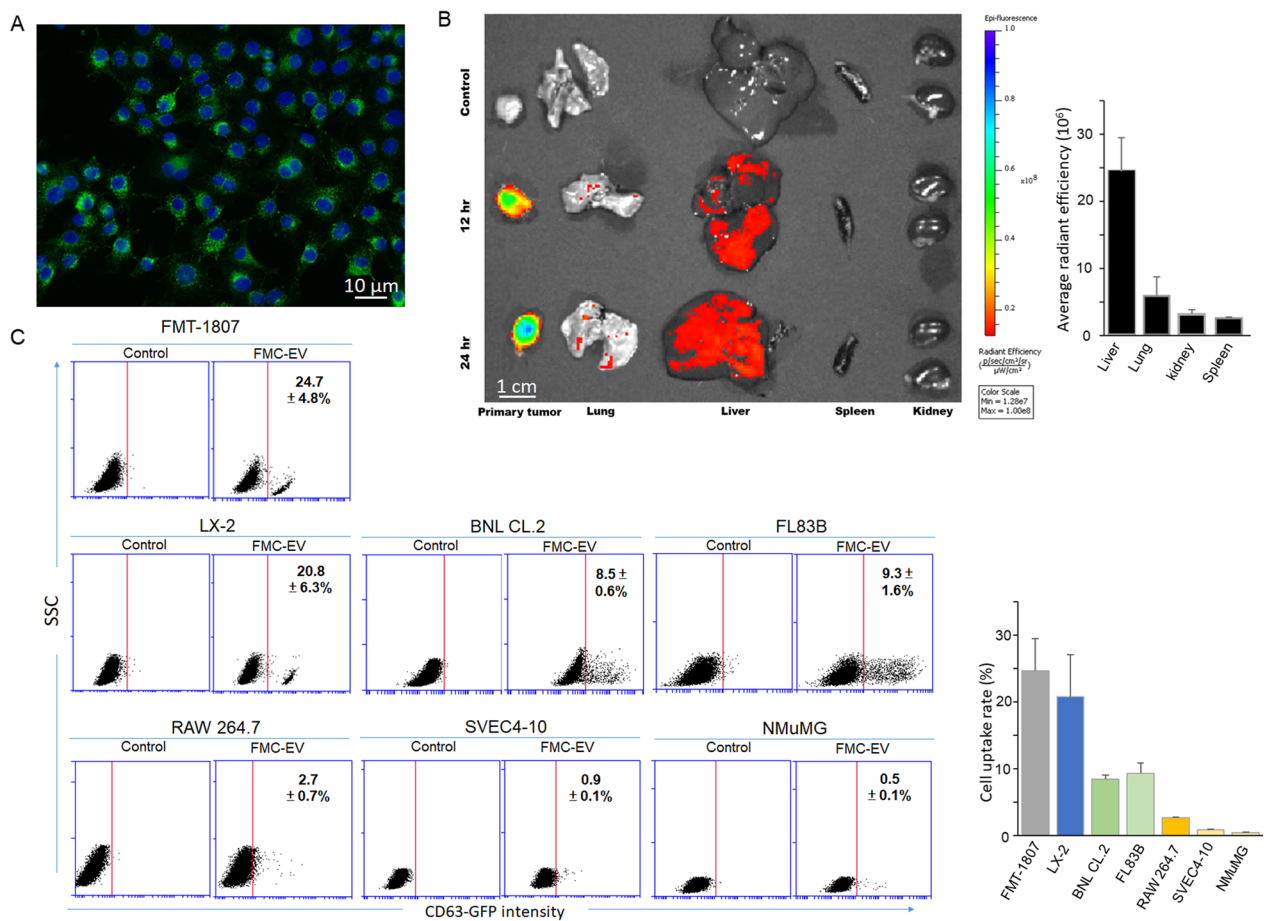 A
10 μm
B
Control
12 hr
24 hr
1 cm
Primary tumor
Lung
Liver
Spleen
Kidney
Epi-fluorescence
1.0
0.8
0.6
x10⁸
0.4
0.2
Radiant Efficiency
(p/sec/cm²/sr
μW/cm²)
Color Scale
Min = 1.28e7
Max = 1.00e8
Average radiant efficiency (10⁶)
30
20
10
0
Liver
Lung
kidney
Spleen
C
FMT-1807
Control
FMC-EV
24.7
± 4.8%
LX-2
Control
FMC-EV
20.8
± 6.3%
BNL CL.2
Control
FMC-EV
8.5 ±
0.6%
FL83B
Control
FMC-EV
9.3 ±
1.6%
SSC
RAW 264.7
Control
FMC-EV
2.7
± 0.7%
SVEC4-10
Control
FMC-EV
0.9
± 0.1%
NMuMG
Control
FMC-EV
0.5
± 0.1%
CD63-GFP intensity
Cell uptake rate (%)
30
20
10
0
FMT-1807
LX-2
BNL CL.2
FL83B
RAW 264.7
SVEC4-10
NMuMG